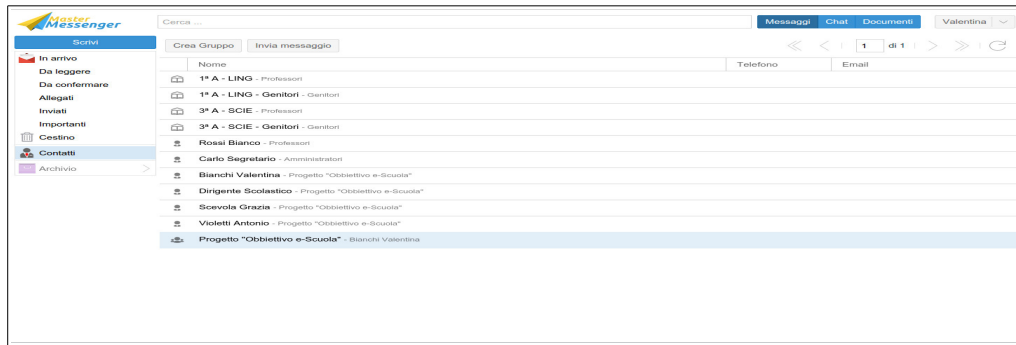 Master
Messenger
Cerca ...
Messaggi Chat Documenti Valentina
Scrivi
Crea Gruppo Invia messaggio 1 di 1
In arrivo
Da leggere
Da confermare
Allegati
Inviati
Importanti
Cestino
Contatti
Archivio
Nome Telefono Email
1ª A - LING - Professori
1ª A - LING - Genitori - Genitori
3ª A - SCIE - Professori
3ª A - SCIE - Genitori - Genitori
Rossi Bianco - Professori
Carlo Segretario - Amministratori
Bianchi Valentina - Progetto "Obbiettivo e-Scuola"
Dirigente Scolastico - Progetto "Obbiettivo e-Scuola"
Scevola Grazia - Progetto "Obbiettivo e-Scuola"
Violetti Antonio - Progetto "Obbiettivo e-Scuola"
Progetto "Obbiettivo e-Scuola" - Bianchi Valentina